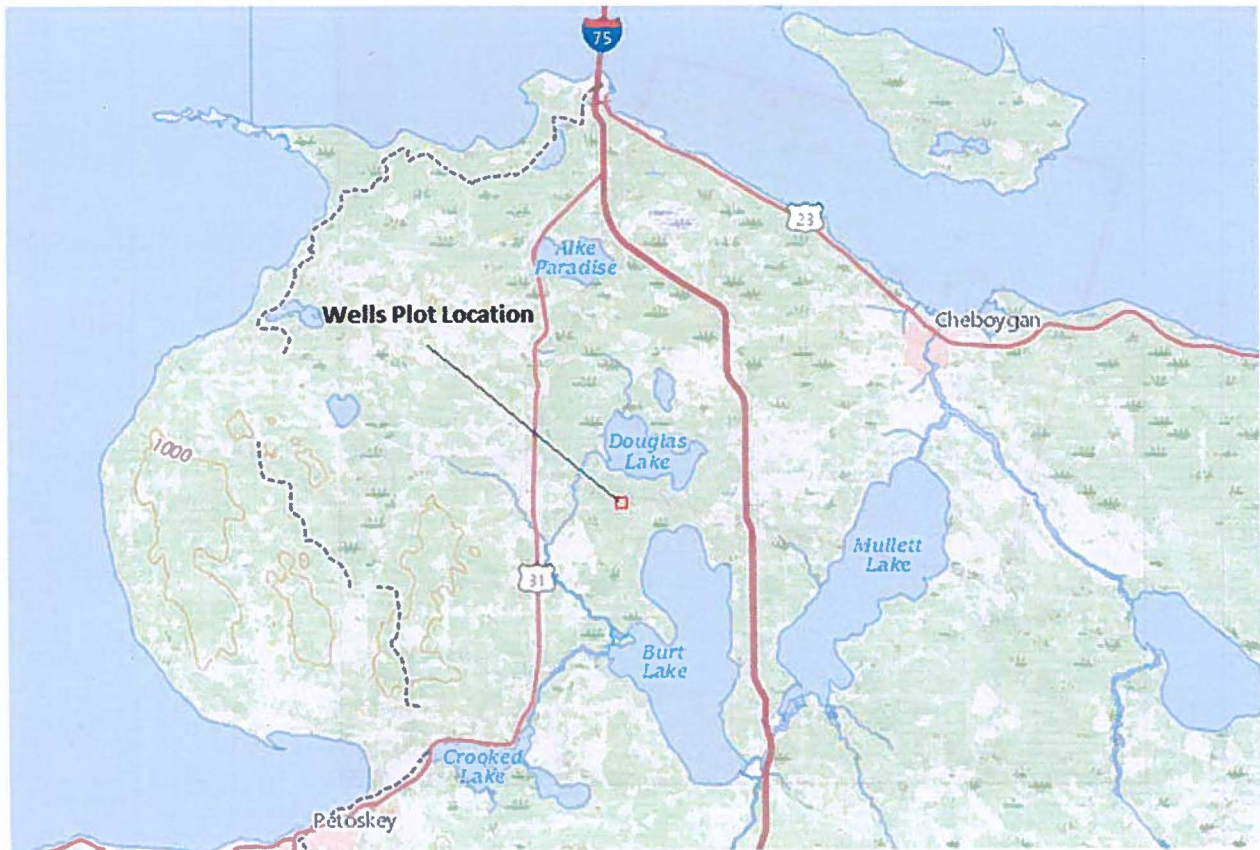 75
23
Alke
Paradise
Wells Plot Location
Cheboygan
1000
Douglas
Lake
31
Mullett
Lake
Burt
Lake
Crooked
Lake
Petoskey